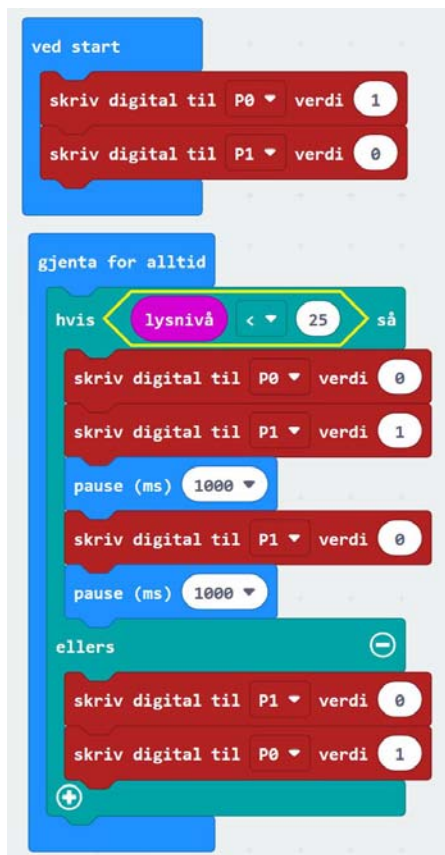 ved start
skriv digital til P0 verdi 1
skriv digital til P1 verdi 0
gjenta for alltid
hvis lysnivå < 25 så
skriv digital til P0 verdi 0
skriv digital til P1 verdi 1
pause (ms) 1000
skriv digital til P1 verdi 0
pause (ms) 1000
ellers
skriv digital til P1 verdi 0
skriv digital til P0 verdi 1